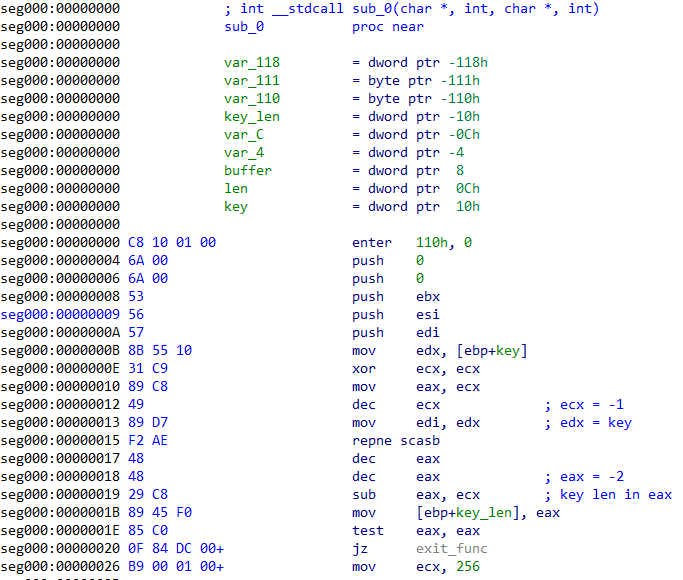 seg000:00000000 ; int __stdcall sub_0(char *, int, char *, int)
seg000:00000000 sub_0 proc near
seg000:00000000
seg000:00000000 var_118 = dword ptr -118h
seg000:00000000 var_111 = byte ptr -111h
seg000:00000000 var_110 = byte ptr -110h
seg000:00000000 key_len = dword ptr -10h
seg000:00000000 var_C = dword ptr -0Ch
seg000:00000000 var_4 = dword ptr -4
seg000:00000000 buffer = dword ptr 8
seg000:00000000 len = dword ptr 0Ch
seg000:00000000 key = dword ptr 10h
seg000:00000000
seg000:00000000 C8 10 01 00 enter 110h, 0
seg000:00000004 6A 00 push 0
seg000:00000006 6A 00 push 0
seg000:00000008 53 push ebx
seg000:00000009 56 push esi
seg000:0000000A 57 push edi
seg000:0000000B 8B 55 10 mov edx, [ebp+key]
seg000:0000000E 31 C9 xor ecx, ecx
seg000:00000010 89 C8 mov eax, ecx
seg000:00000012 49 dec ecx ; ecx = -1
seg000:00000013 89 D7 mov edi, edx ; edx = key
seg000:00000015 F2 AE repne scasb
seg000:00000017 48 dec eax
seg000:00000018 48 dec eax ; eax = -2
seg000:00000019 29 C8 sub eax, ecx ; key len in eax
seg000:0000001B 89 45 F0 mov [ebp+key_len], eax
seg000:0000001E 85 C0 test eax, eax
seg000:00000020 0F 84 DC 00+ jz exit_func
seg000:00000026 B9 00 01 00+ mov ecx, 256